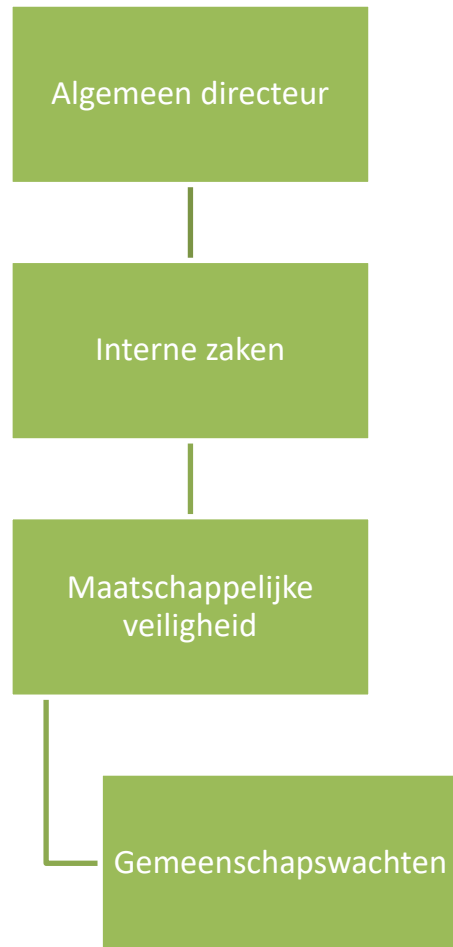 Algemeen directeur
Interne zaken
Maatschappelijke
veiligheid
Gemeenschapswachten